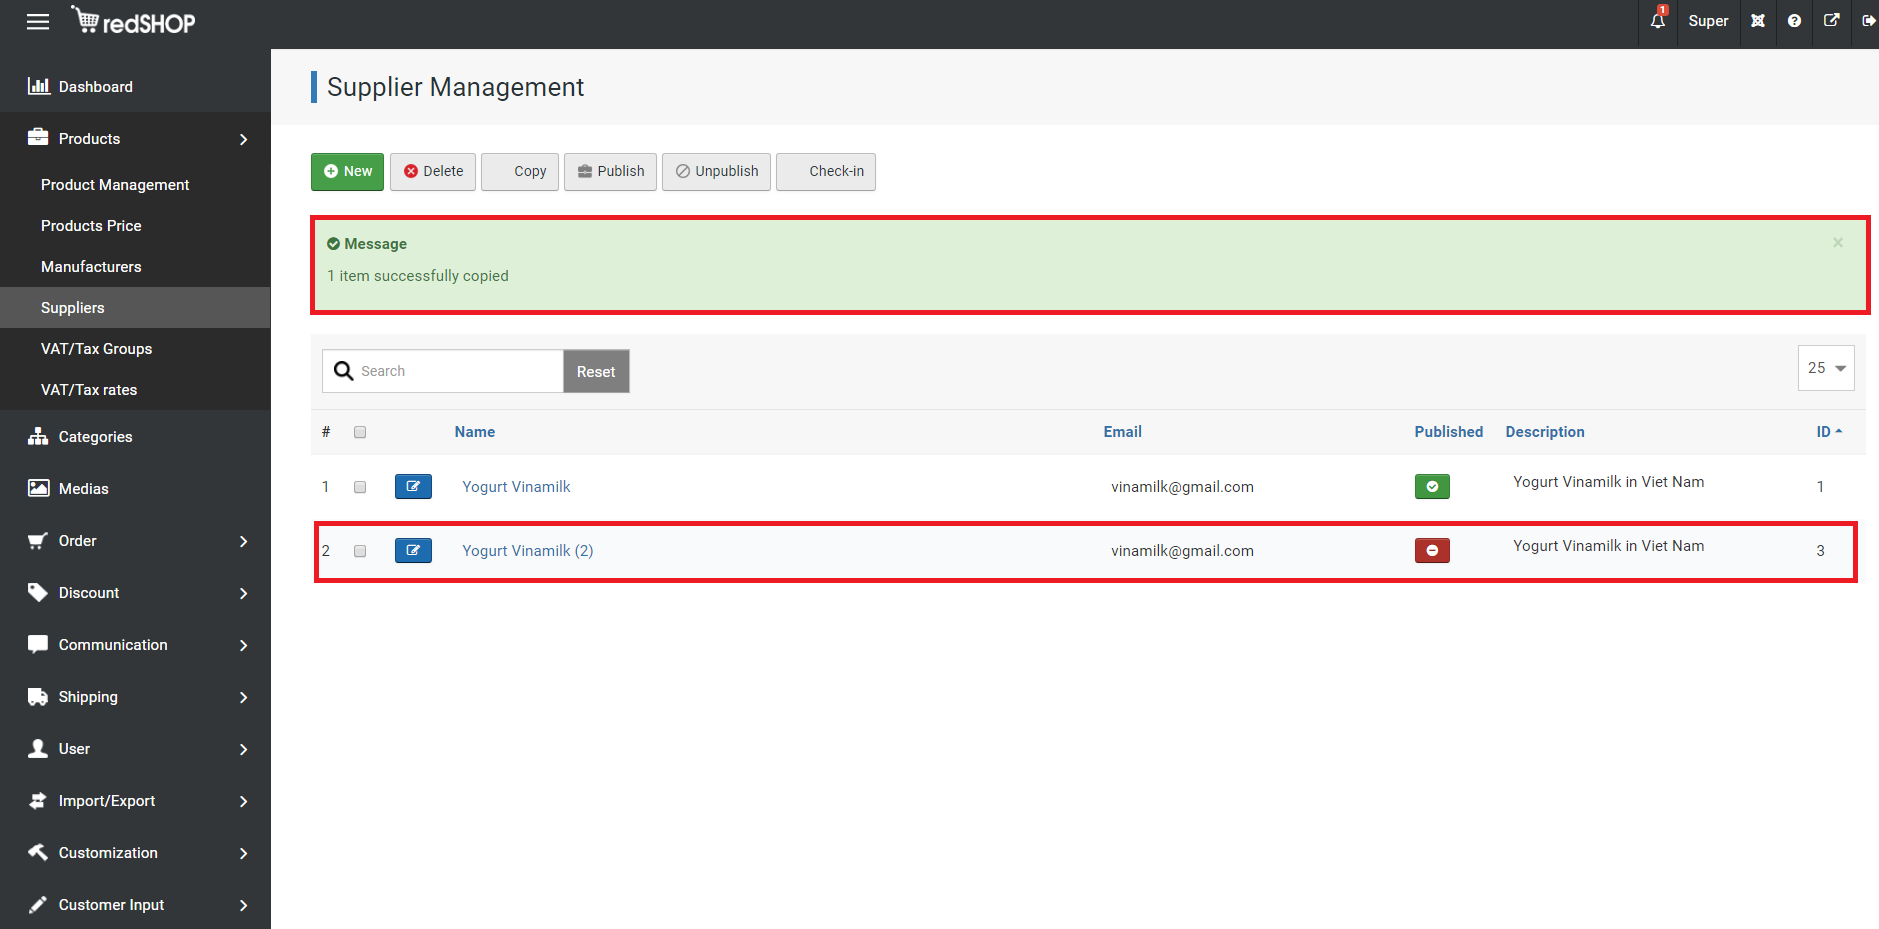 redSHOP
1
Super
Dashboard
Products
Product Management
Products Price
Manufacturers
Suppliers
VAT/Tax Groups
VAT/Tax rates
Categories
Medias
Order
Discount
Communication
Shipping
User
Import/Export
Customization
Customer Input
Supplier Management
New Delete Copy Publish Unpublish Check-in
Message ×
1 item successfully copied
Search Reset 25
# Name Email Published Description ID
1 Yogurt Vinamilk vinamilk@gmail.com Yogurt Vinamilk in Viet Nam 1
2 Yogurt Vinamilk (2) vinamilk@gmail.com Yogurt Vinamilk in Viet Nam 3